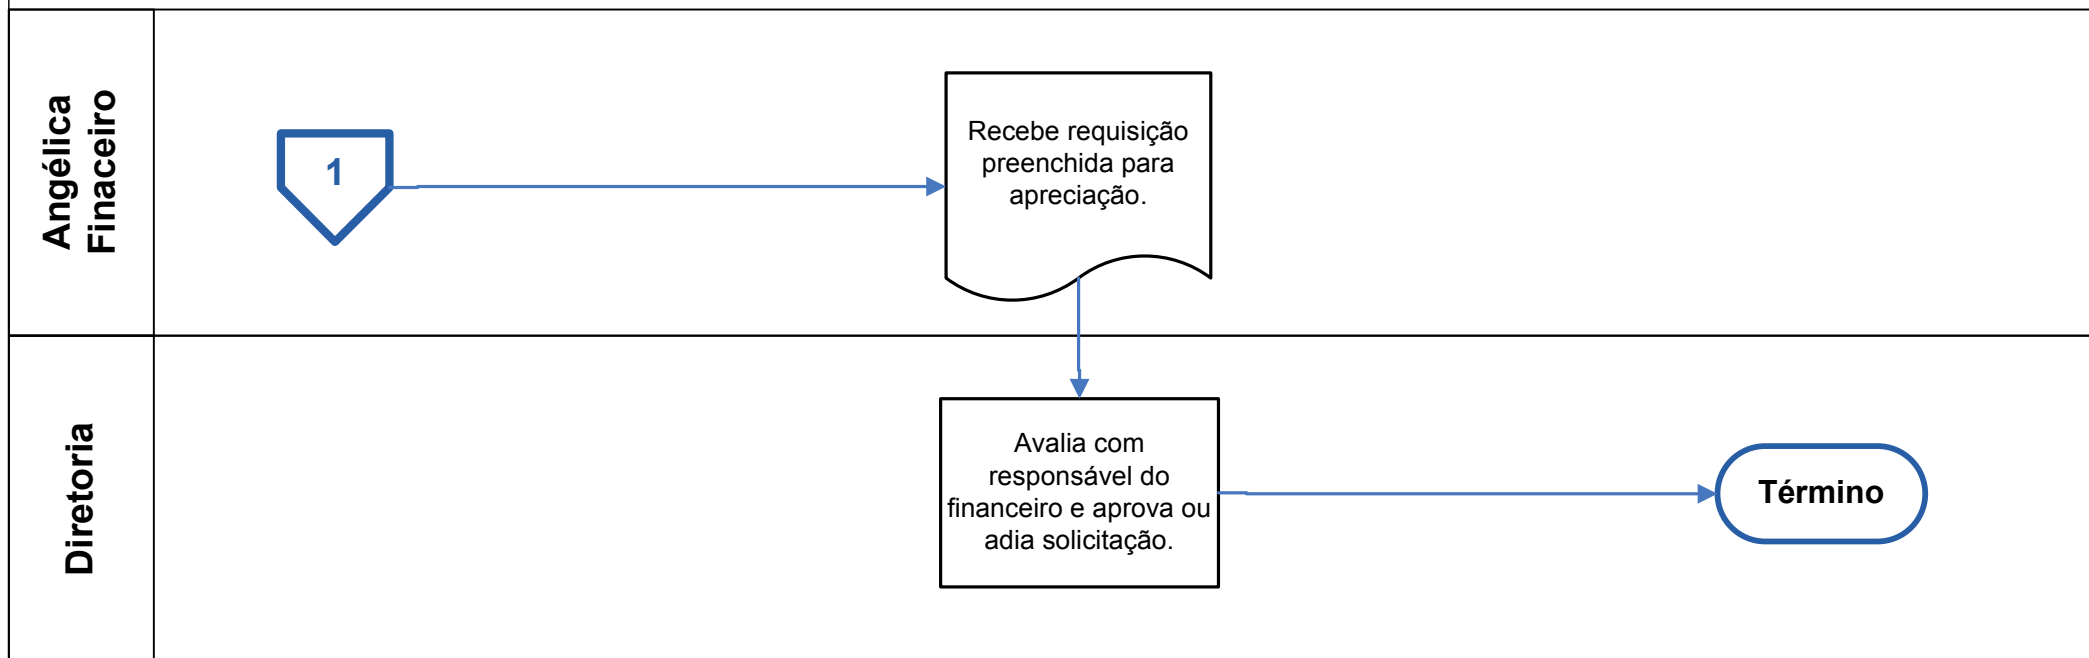 Angélica
Finaceiro
1
Recebe requisição
preenchida para
apreciação.
Diretoria
Avalia com
responsável do
financeiro e aprova ou
adia solicitação.
Término